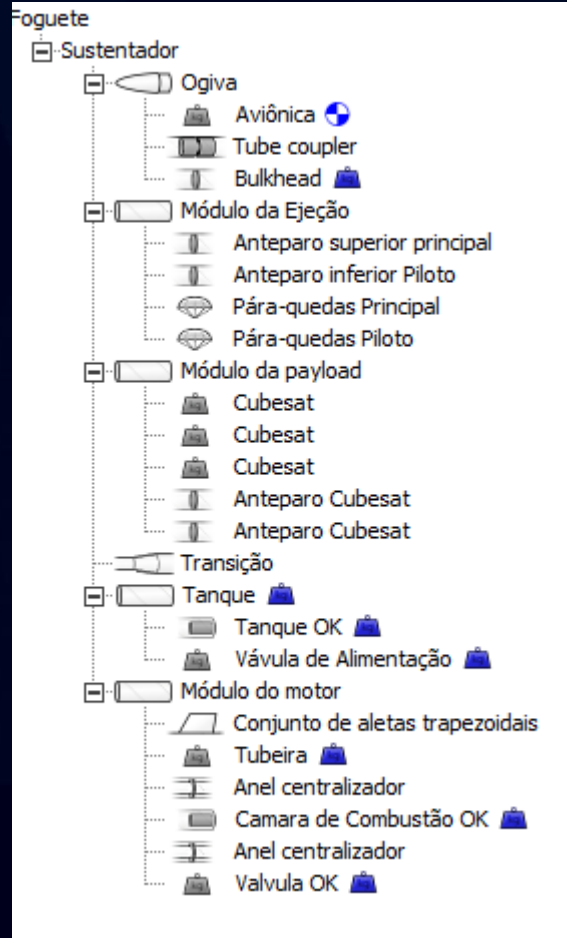 Foguete
Sustentador
Ogiva
Aviônica
Tube coupler
Bulkhead
Módulo da Ejeção
Anteparo superior principal
Anteparo inferior Piloto
Pára-quedas Principal
Pára-quedas Piloto
Módulo da payload
Cubesat
Cubesat
Cubesat
Anteparo Cubesat
Anteparo Cubesat
Transição
Tanque
Tanque OK
Vávula de Alimentação
Módulo do motor
Conjunto de aletas trapezoidais
Tubeira
Anel centralizador
Camara de Combustão OK
Anel centralizador
Valvula OK